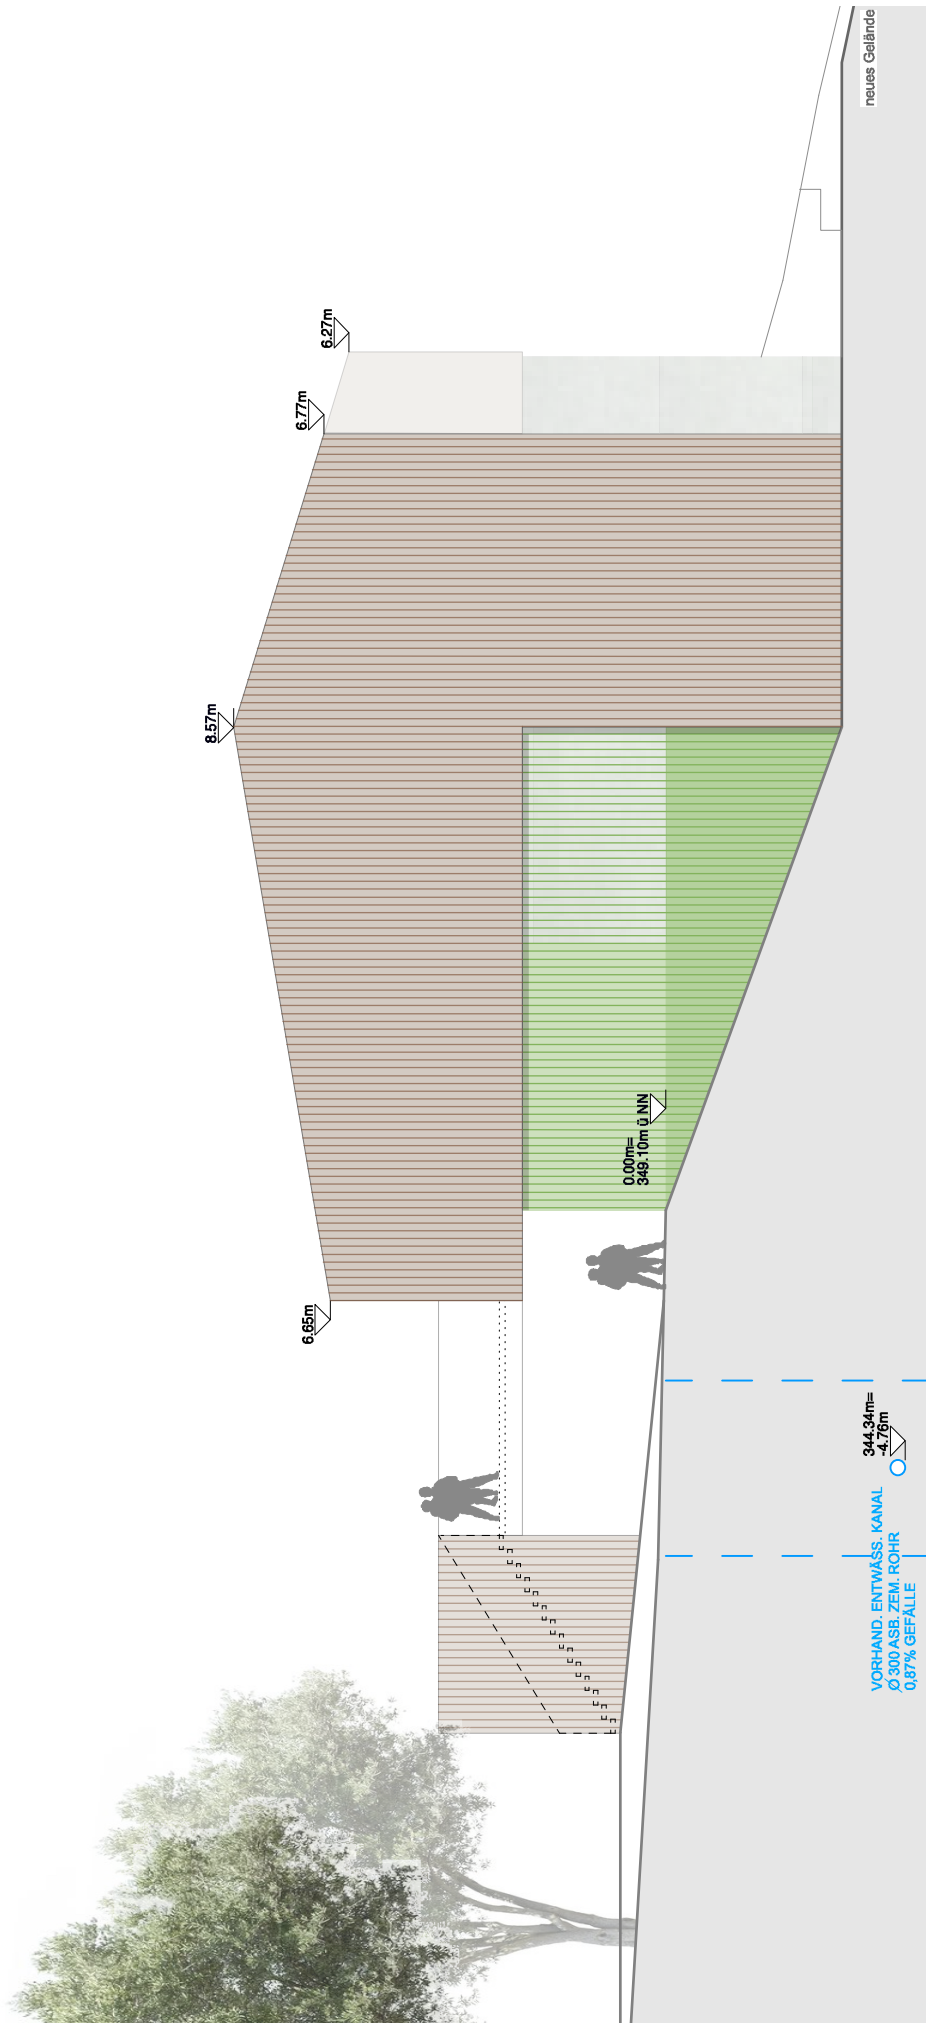 6.65m
8.57m
6.77m
6.27m
0.00m=
349.10m ü NN
344.34m=
-4.76m
VORHAND. ENTWÄSS. KANAL
Ø 300 ASB. ZEM. ROHR
0,87% GEFÄLLE
neues Gelände